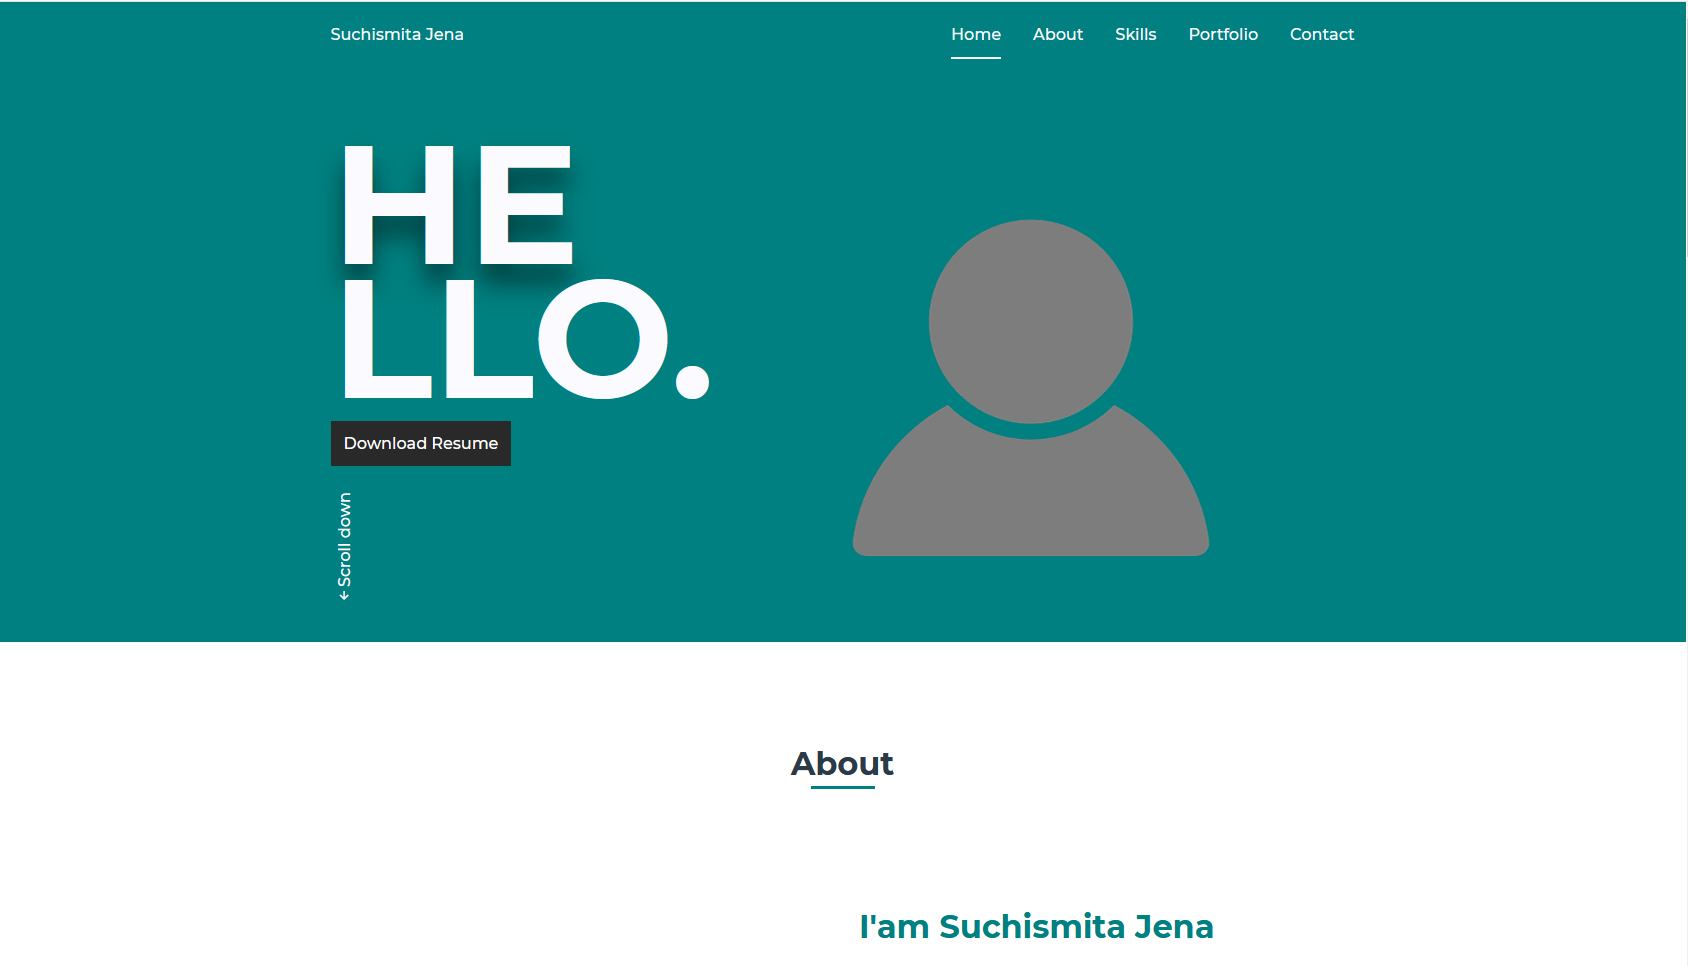 Suchismita Jena
Home About Skills Portfolio Contact
HE
LLO.
Download Resume
Scroll down
About
I'am Suchismita Jena